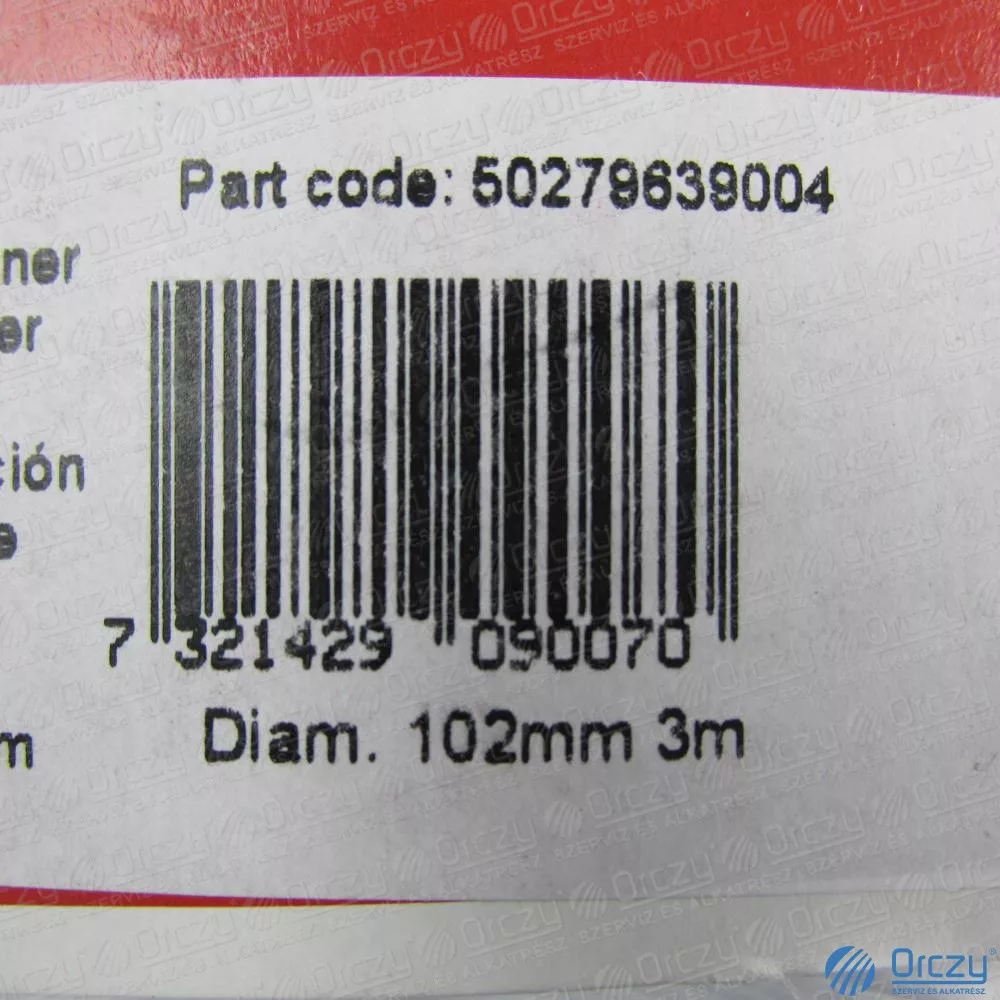 Part code: 50279639004
ner
er
ción
e
7 321429 090070
m
Diam. 102mm 3m
Orczy®
SZERVIZ ÉS ALKATRÉSZ